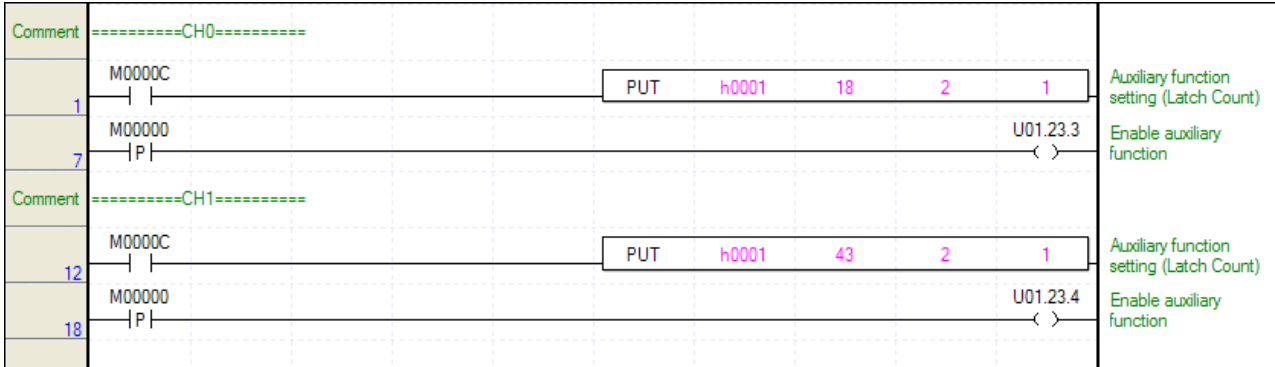 Comment ==========CH0==========
M0000C
1 PUT h0001 18 2 1 Auxiliary function
setting (Latch Count)
M00000 U01.23.3
7 P Enable auxiliary
function
Comment ==========CH1==========
M0000C
12 PUT h0001 43 2 1 Auxiliary function
setting (Latch Count)
M00000 U01.23.4
18 P Enable auxiliary
function